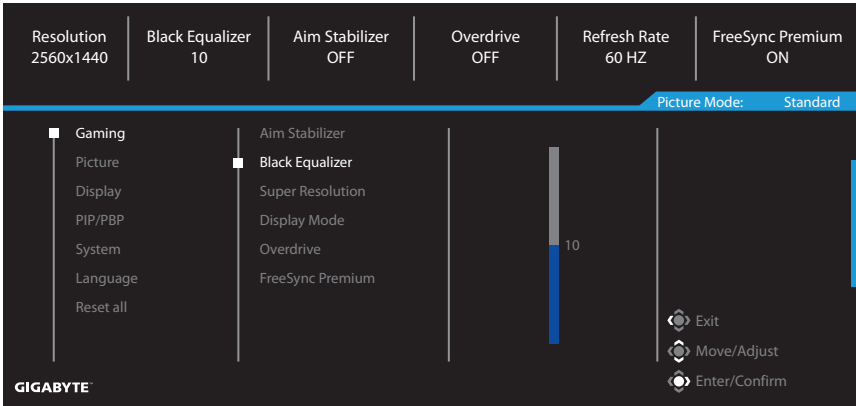 Resolution
2560x1440
Black Equalizer
10
Aim Stabilizer
OFF
Overdrive
OFF
Refresh Rate
60 HZ
FreeSync Premium
ON
Picture Mode: Standard
Gaming
Picture
Display
PIP/PBP
System
Language
Reset all
Aim Stabilizer
Black Equalizer
Super Resolution
Display Mode
Overdrive
FreeSync Premium
10
Exit
Move/Adjust
Enter/Confirm
GIGABYTE™